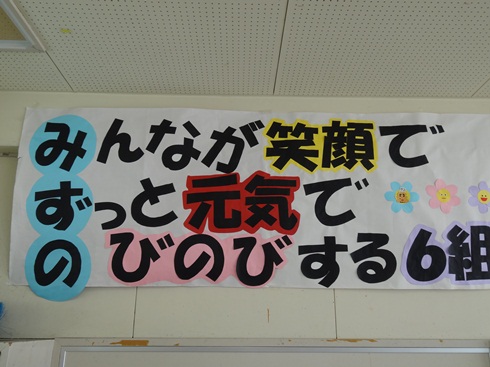 みんなが笑顔で
ずっと元気で
のびのびする6組